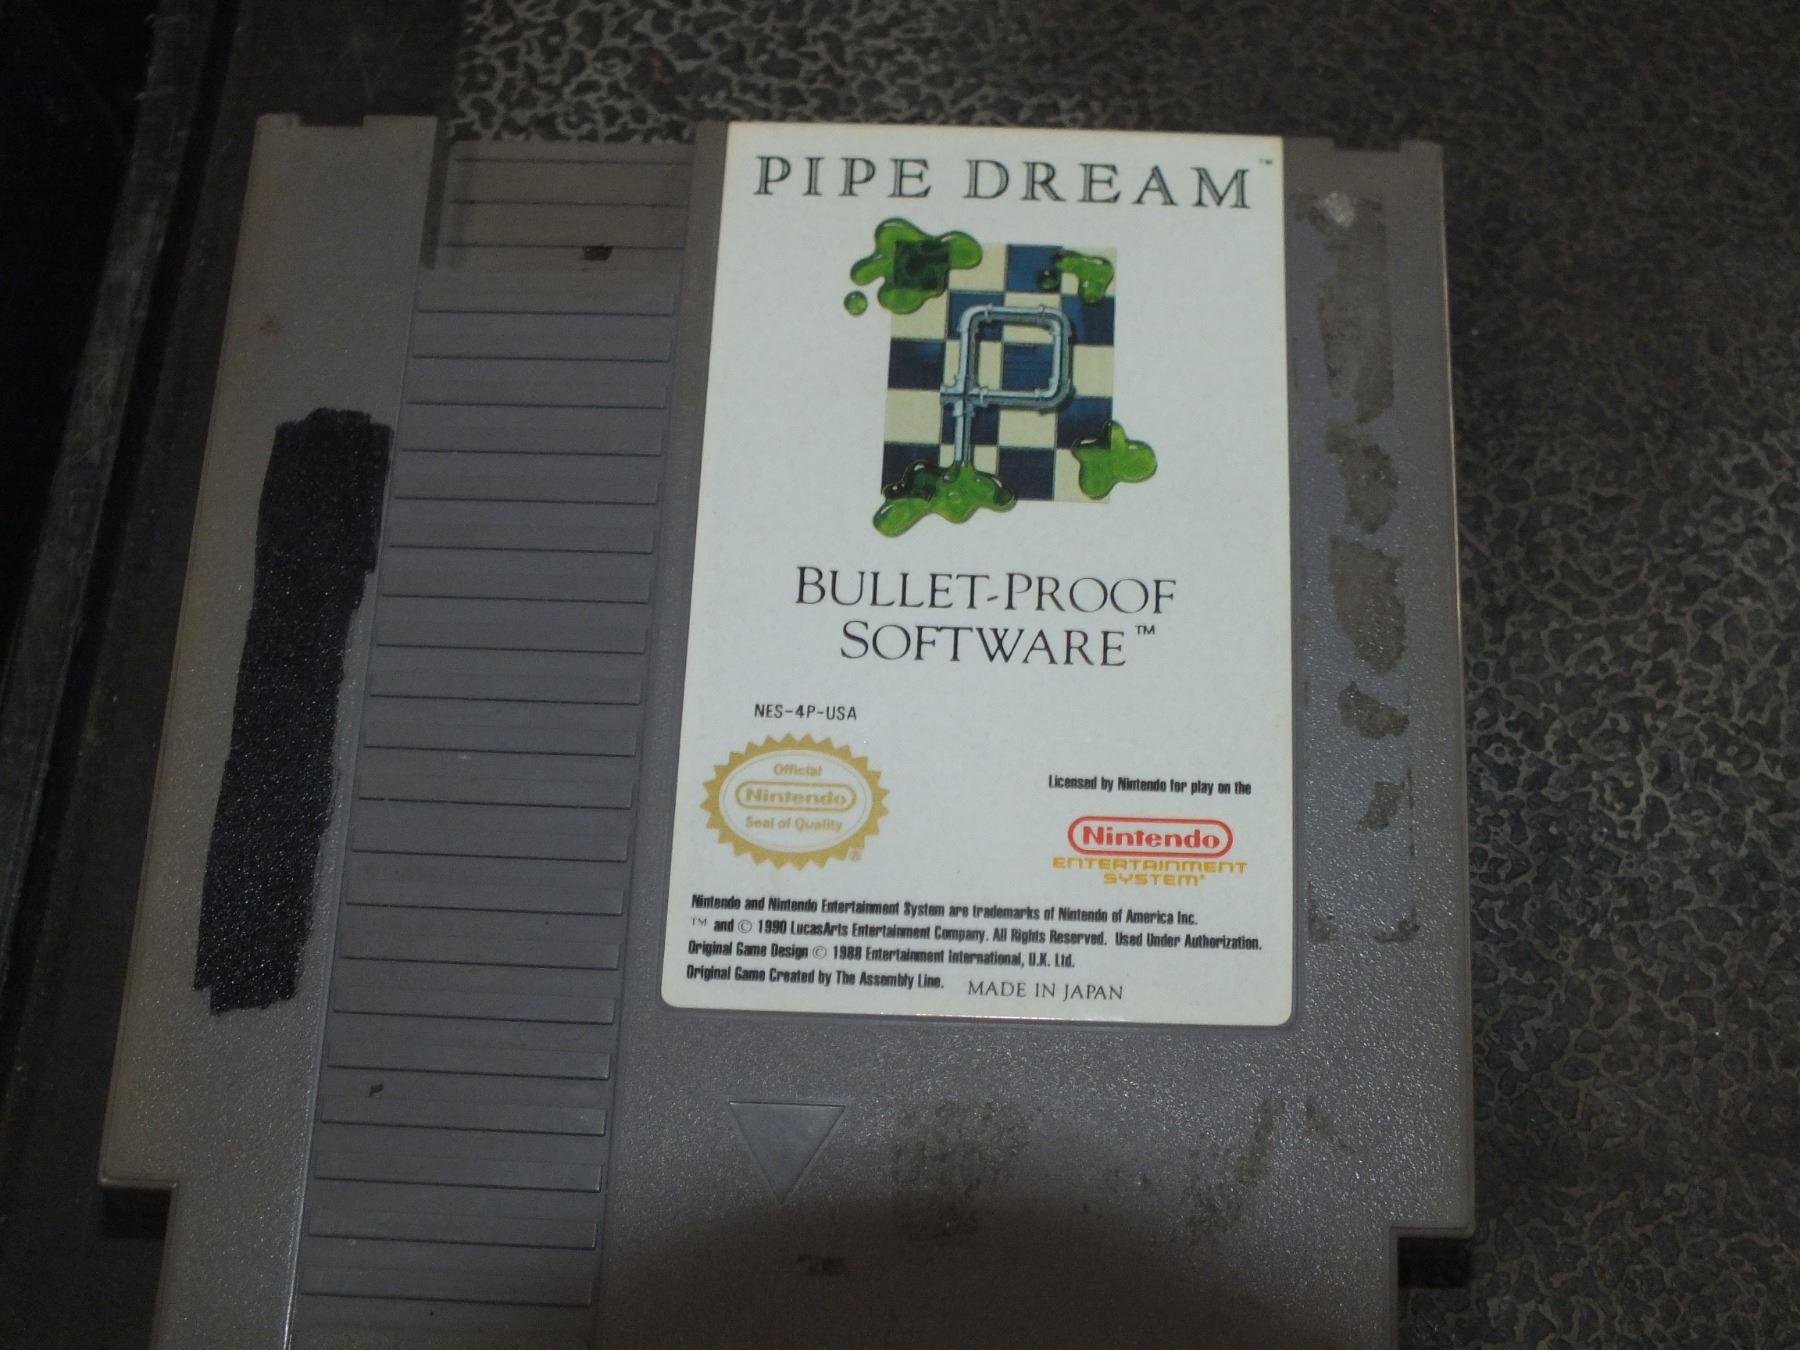 PIPE DREAM™
BULLET-PROOF
SOFTWARE™
NES-4P-USA
Official
Nintendo
Seal of Quality
®
Licensed by Nintendo for play on the
Nintendo
ENTERTAINMENT
SYSTEM®
Nintendo and Nintendo Entertainment System are trademarks of Nintendo of America Inc.
™ and © 1990 LucasArts Entertainment Company. All Rights Reserved. Used Under Authorization.
Original Game Design © 1988 Entertainment International, U.K. Ltd.
Original Game Created by The Assembly Line. MADE IN JAPAN